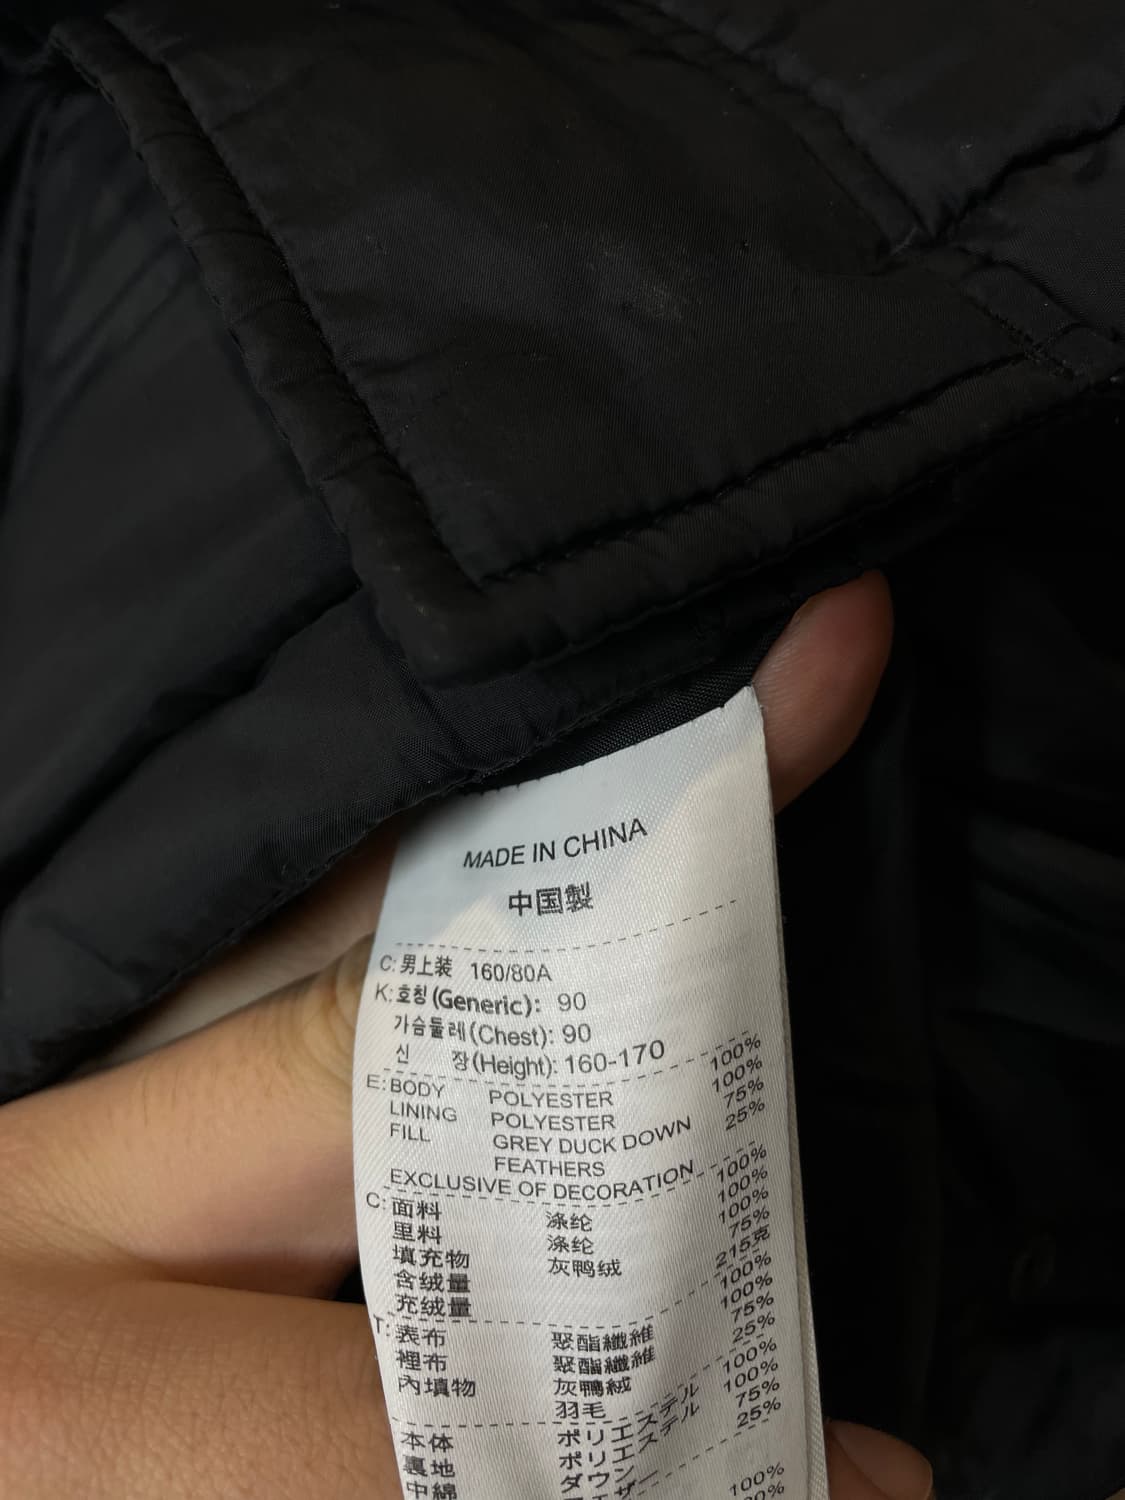 MADE IN CHINA
中国製
C: 男上装 160/80A
K: 호칭(Generic): 90
가슴둘레(Chest): 90
신 장(Height): 160-170
E: BODY POLYESTER 100%
LINING POLYESTER 100%
FILL GREY DUCK DOWN 75%
FEATHERS 25%
EXCLUSIVE OF DECORATION
C: 面料 涤纶 100%
里料 涤纶 100%
填充物 灰鸭绒 100%
含绒量 75%
充绒量 215克
T: 表布 聚酯纖維 100%
裡布 聚酯纖維 100%
內填物 灰鴨絨 75%
羽毛 25%
本体 ポリエステル 100%
裏地 ポリエステル 100%
中綿 ダウン 75%
25%
100%